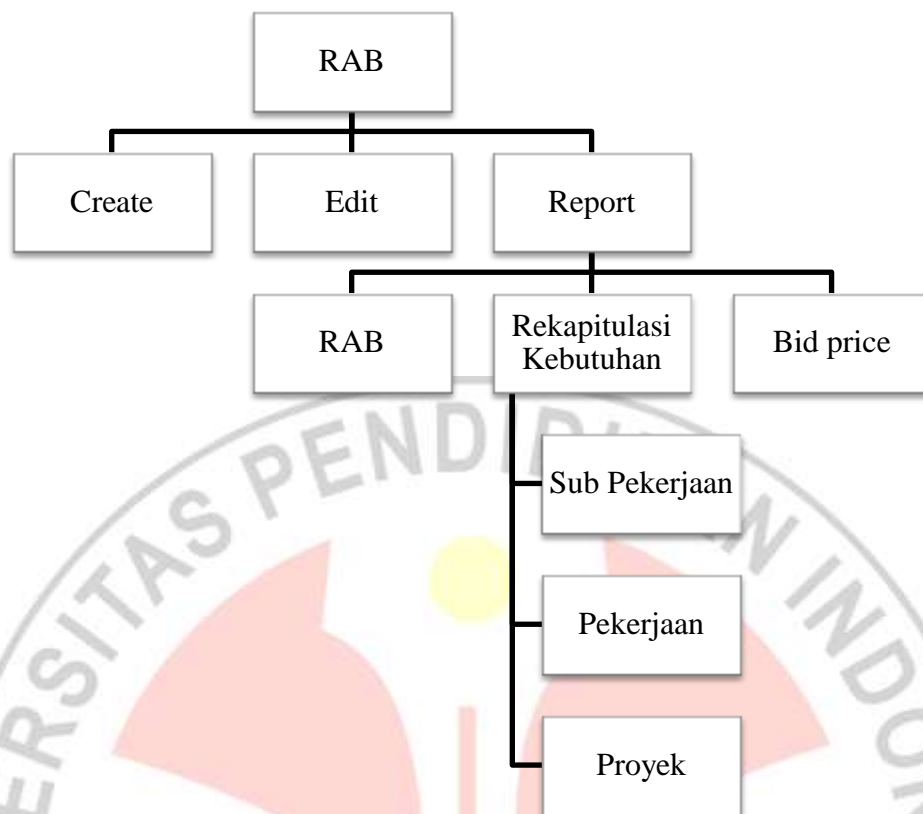 RAB
Create
Edit
Report
RAB
Rekapitulasi
Kebutuhan
Bid price
Sub Pekerjaan
Pekerjaan
Proyek